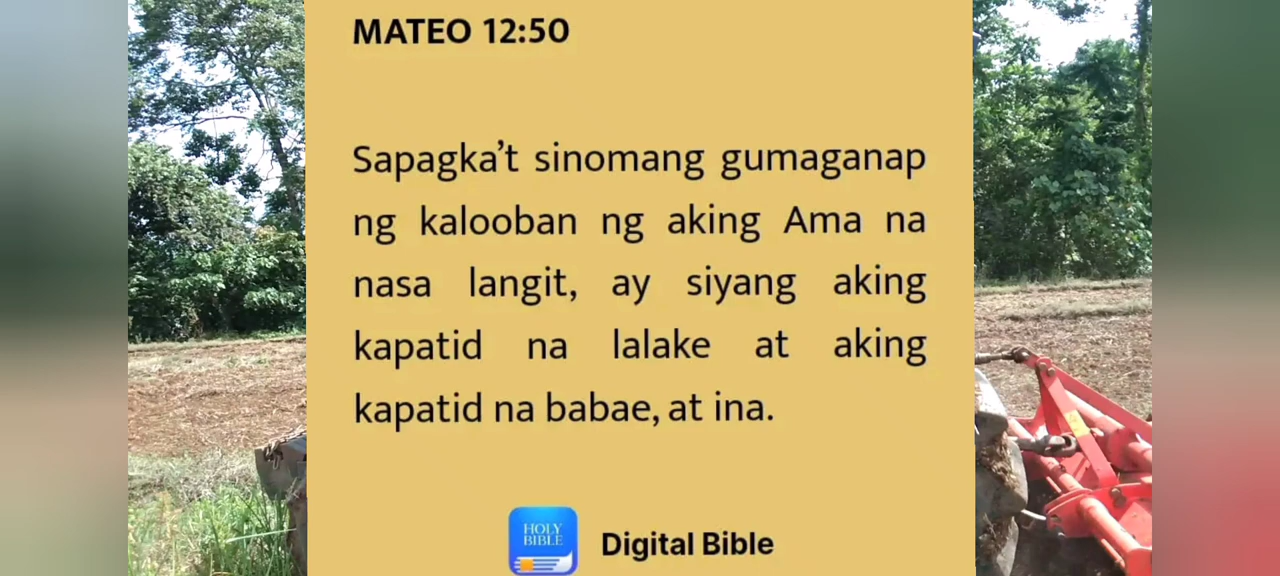 MATEO 12:50
Sapagka’t sinomang gumaganap
ng kalooban ng aking Ama na
nasa langit, ay siyang aking
kapatid na lalake at aking
kapatid na babae, at ina.
HOLY
BIBLE
Digital Bible